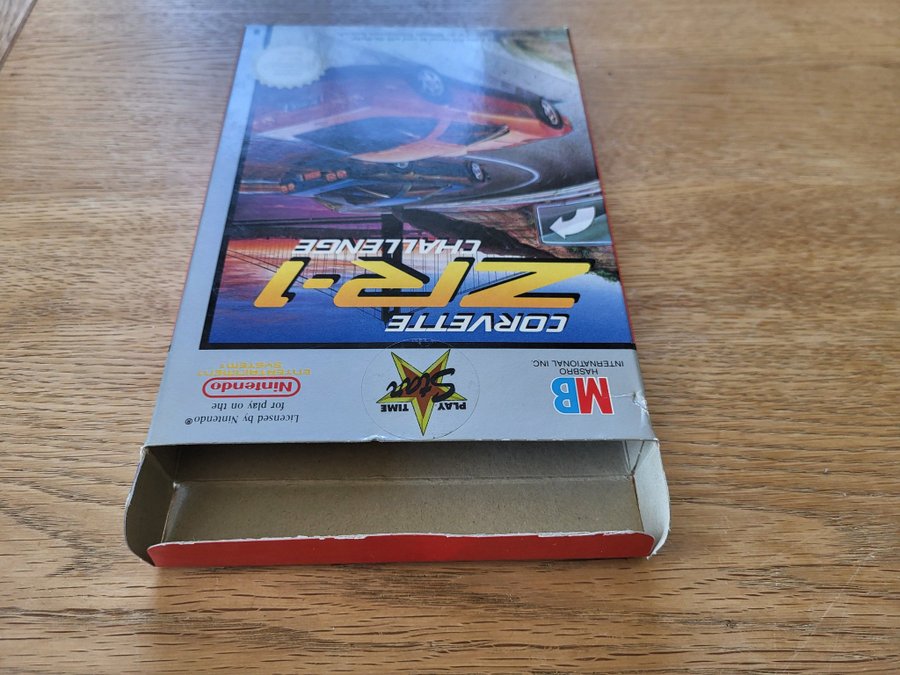 MB
HASBRO
INTERNATIONAL INC.
PLAY TIME
Star
Licensed by Nintendo®
for play on the
Nintendo
ENTERTAINMENT
SYSTEM
CORVETTE
ZR-1
CHALLENGE